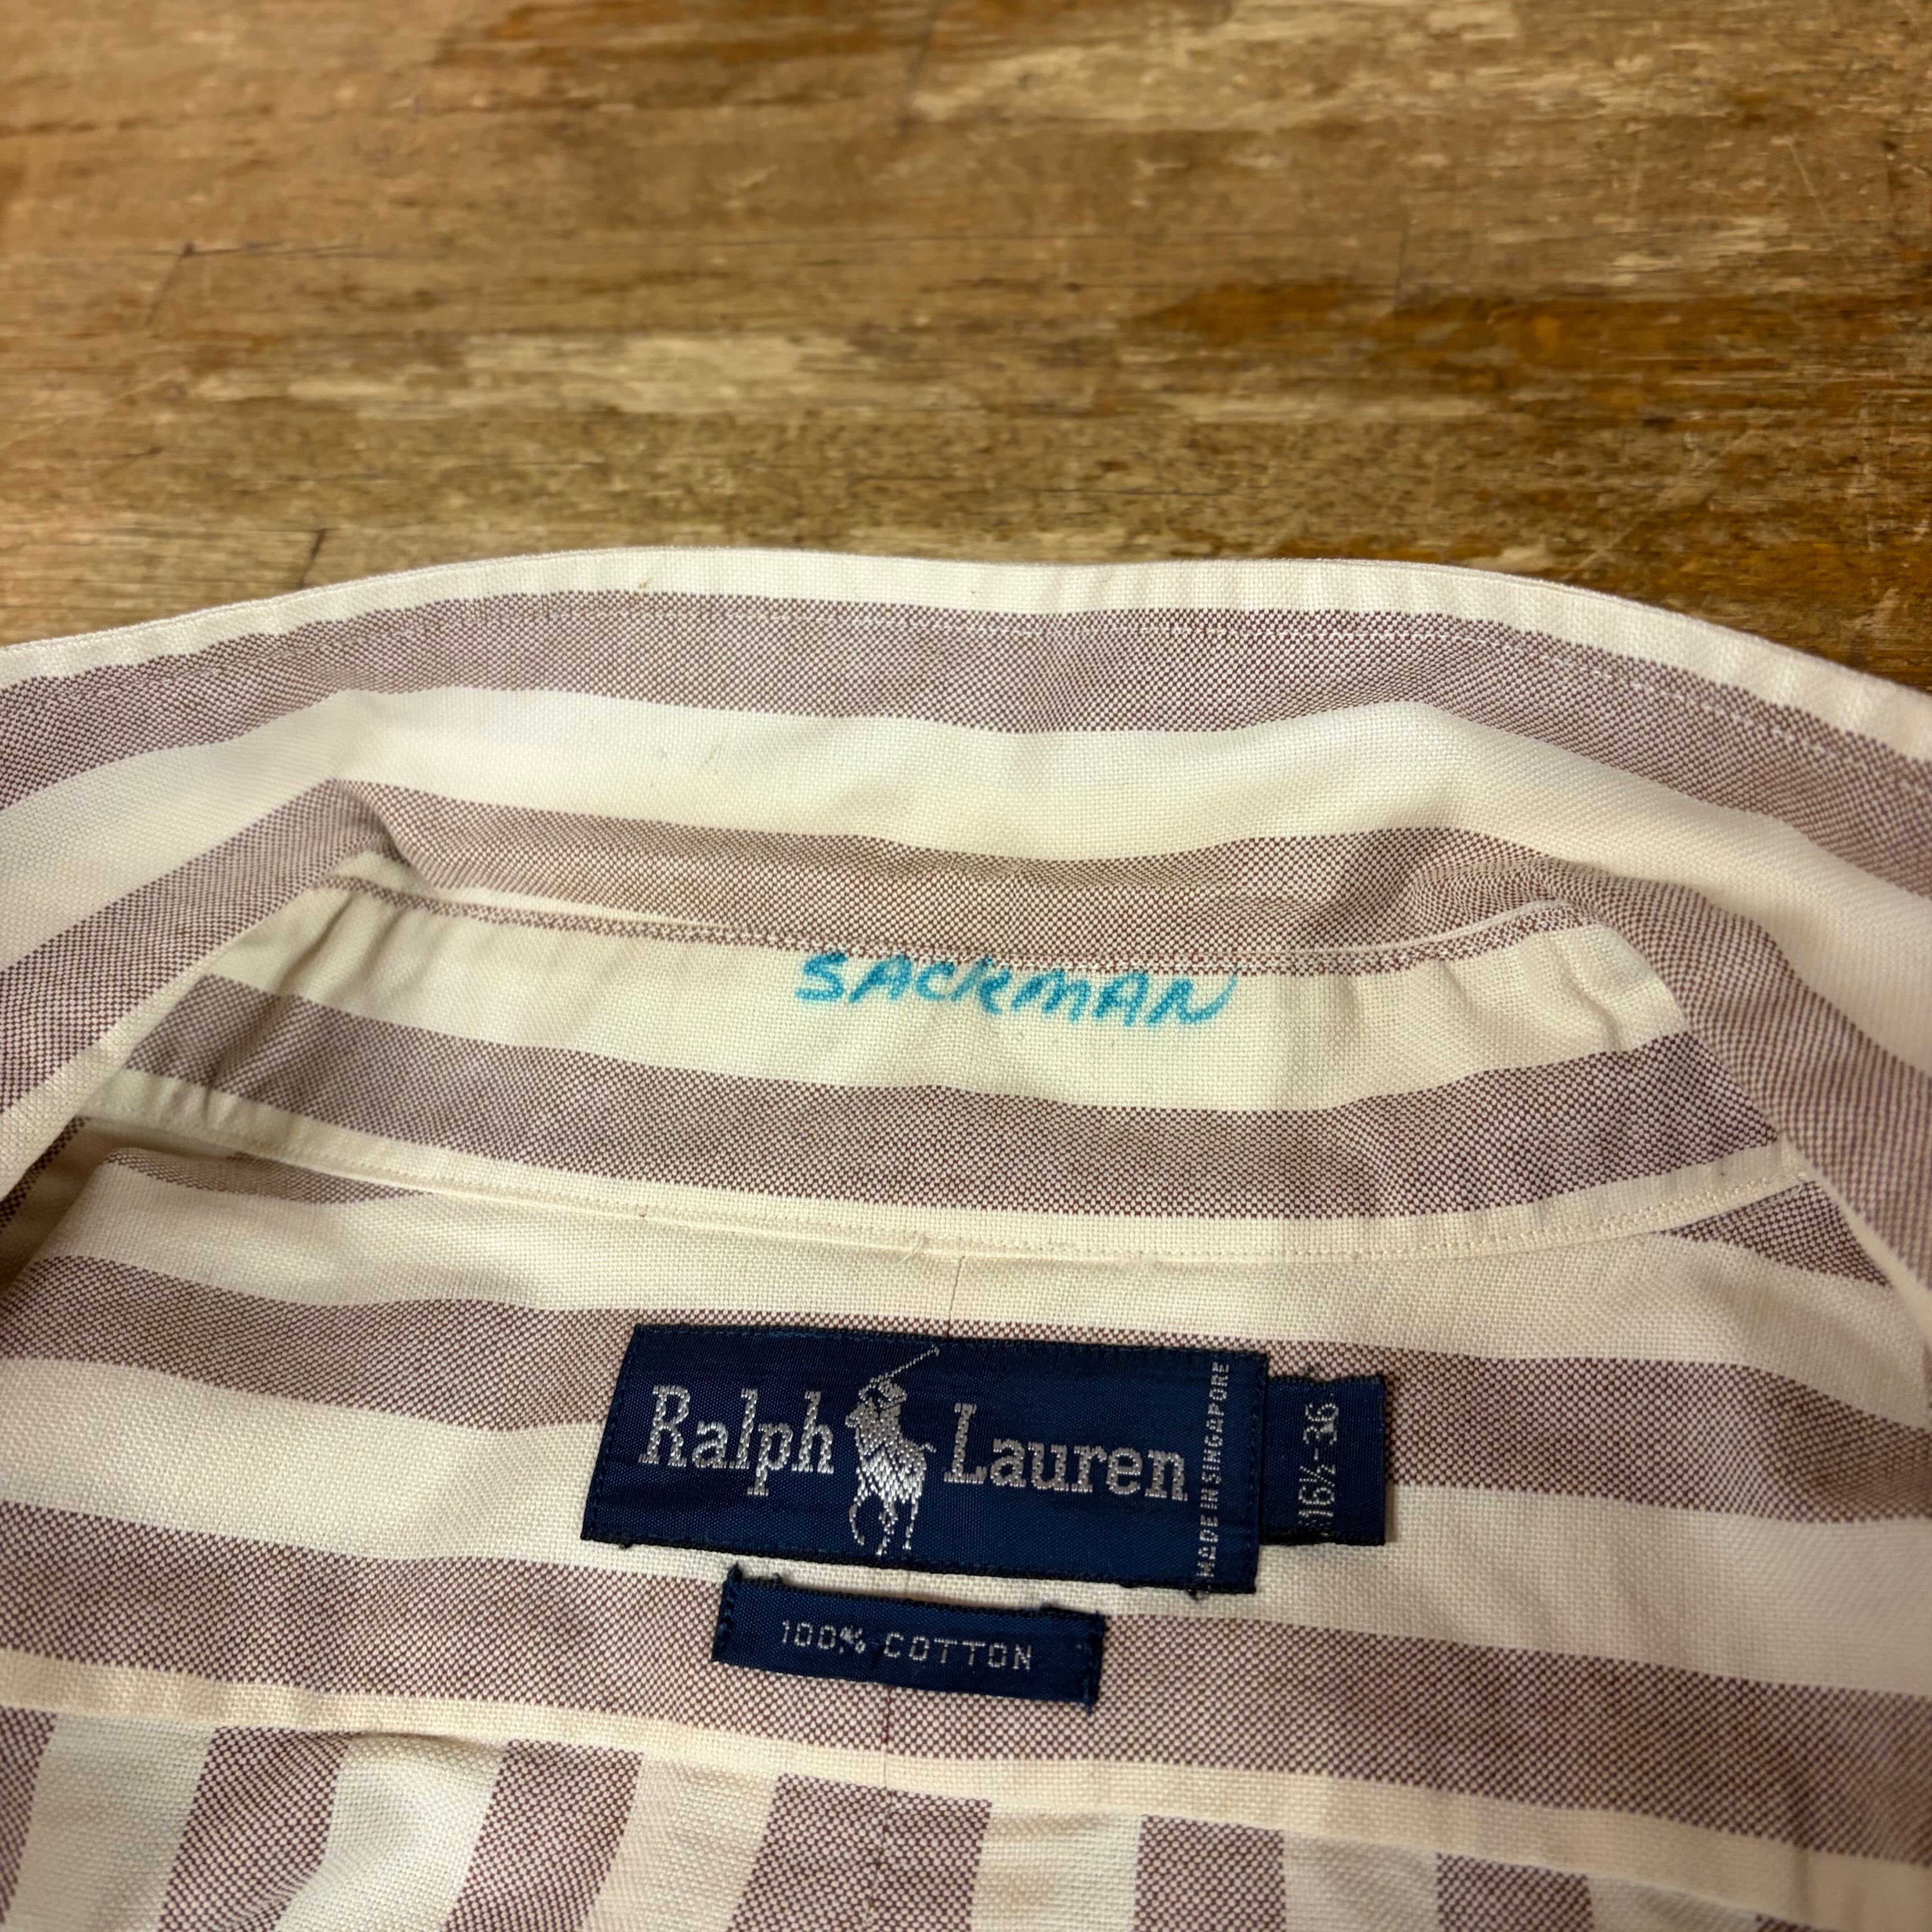 SACKMAN
Ralph Lauren
MADE IN SINGAPORE
16½-36
100% COTTON